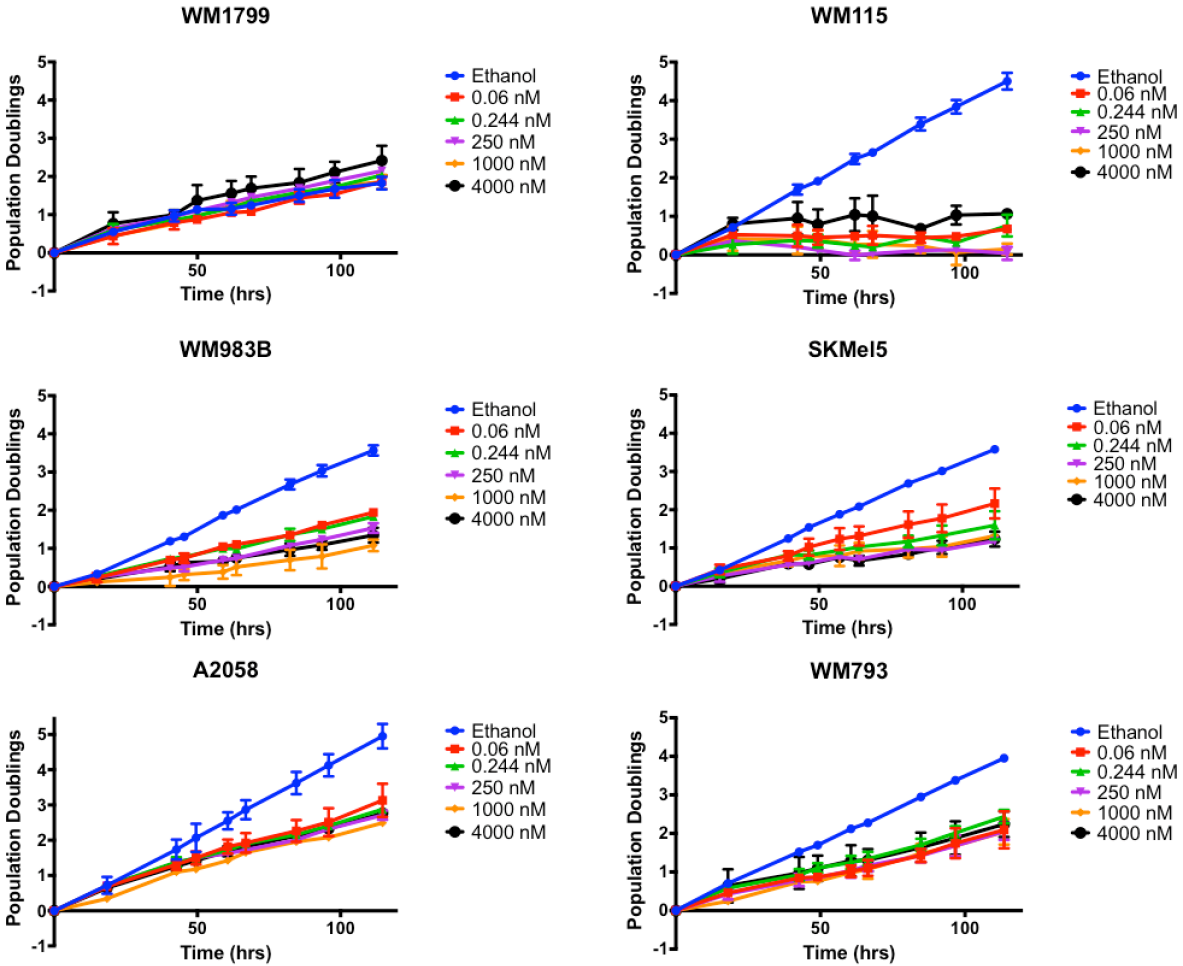 WM1799
Population Doublings
5
4
3
2
1
0
-1
50
100
Time (hrs)
Ethanol
0.06 nM
0.244 nM
250 nM
1000 nM
4000 nM
WM115
Population Doublings
5
4
3
2
1
0
-1
50
100
Time (hrs)
Ethanol
0.06 nM
0.244 nM
250 nM
1000 nM
4000 nM
WM983B
Population Doublings
5
4
3
2
1
0
-1
50
100
Time (hrs)
Ethanol
0.06 nM
0.244 nM
250 nM
1000 nM
4000 nM
SKMel5
Population Doublings
5
4
3
2
1
0
-1
50
100
Time (hrs)
Ethanol
0.06 nM
0.244 nM
250 nM
1000 nM
4000 nM
A2058
Population Doublings
5
4
3
2
1
0
-1
50
100
Time (hrs)
Ethanol
0.06 nM
0.244 nM
250 nM
1000 nM
4000 nM
WM793
Population Doublings
5
4
3
2
1
0
-1
50
100
Time (hrs)
Ethanol
0.06 nM
0.244 nM
250 nM
1000 nM
4000 nM